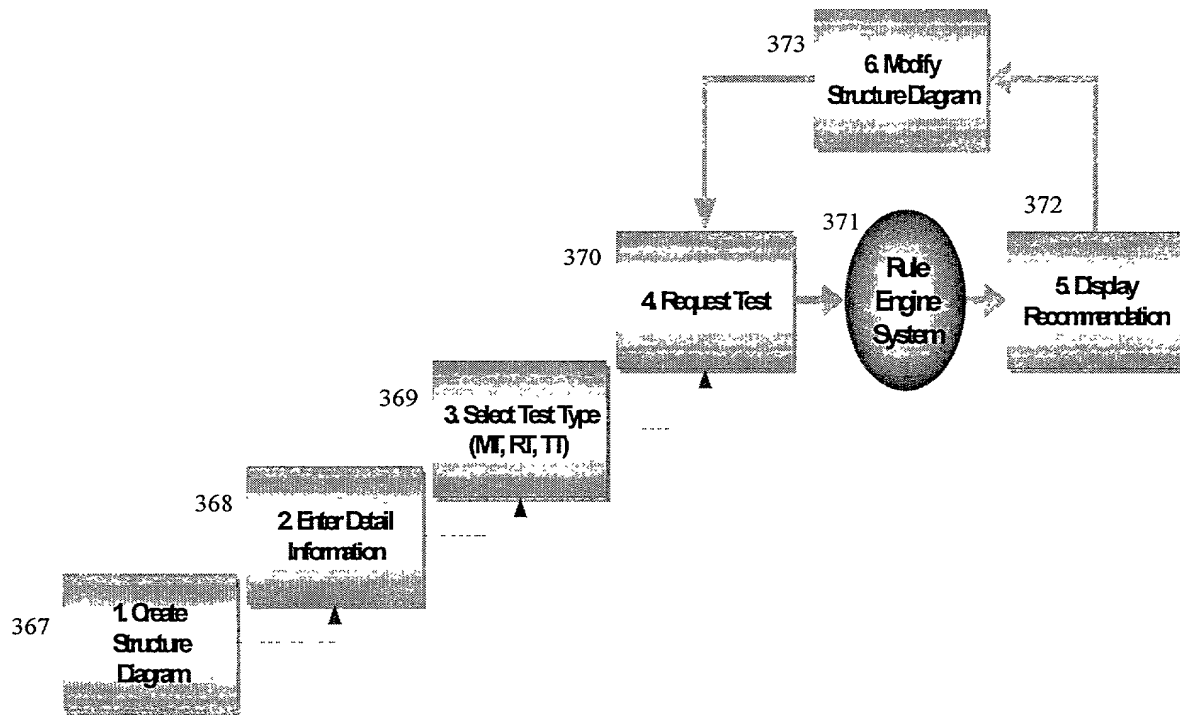 373
6. Modify
Structure Diagram
370
4. Request Test
371
Rule
Engine
System
372
5. Display
Recommendation
369
3. Select Test Type
(MT, RT, TT)
368
2. Enter Detail
Information
367
1. Create
Structure
Diagram